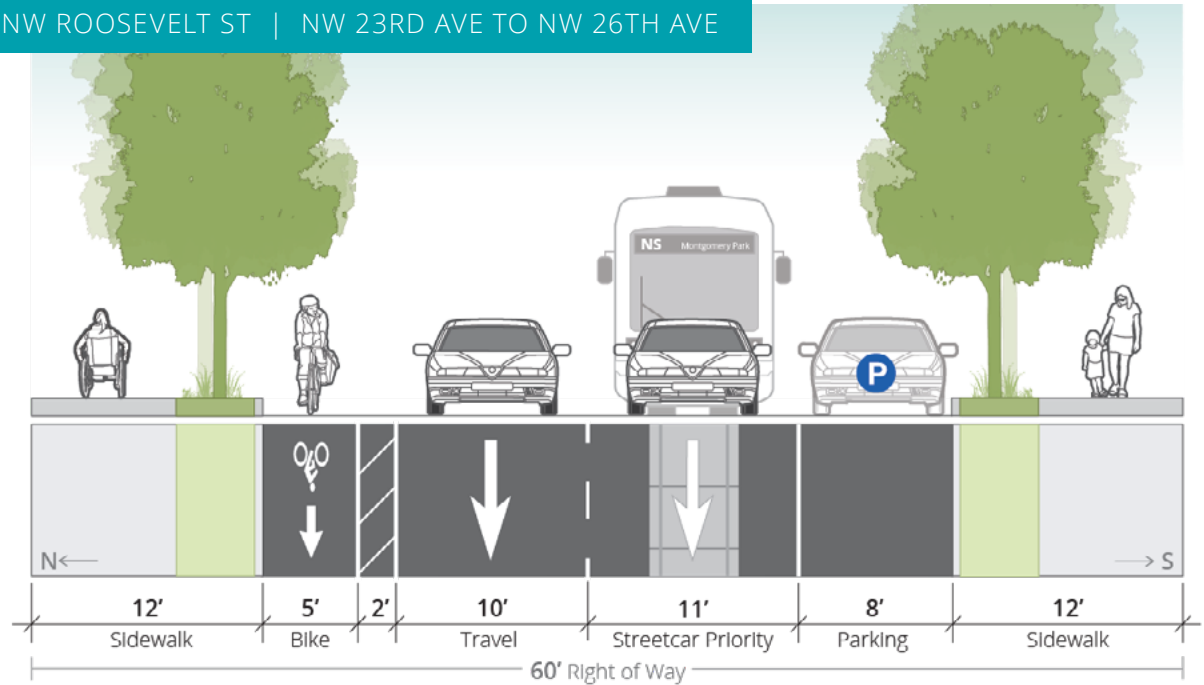 NW ROOSEVELT ST | NW 23RD AVE TO NW 26TH AVE
NS Montgomery Park
P
N S
12' 5' 2' 10' 11' 8' 12'
Sidewalk Bike Travel Streetcar Priority Parking Sidewalk
60' Right of Way